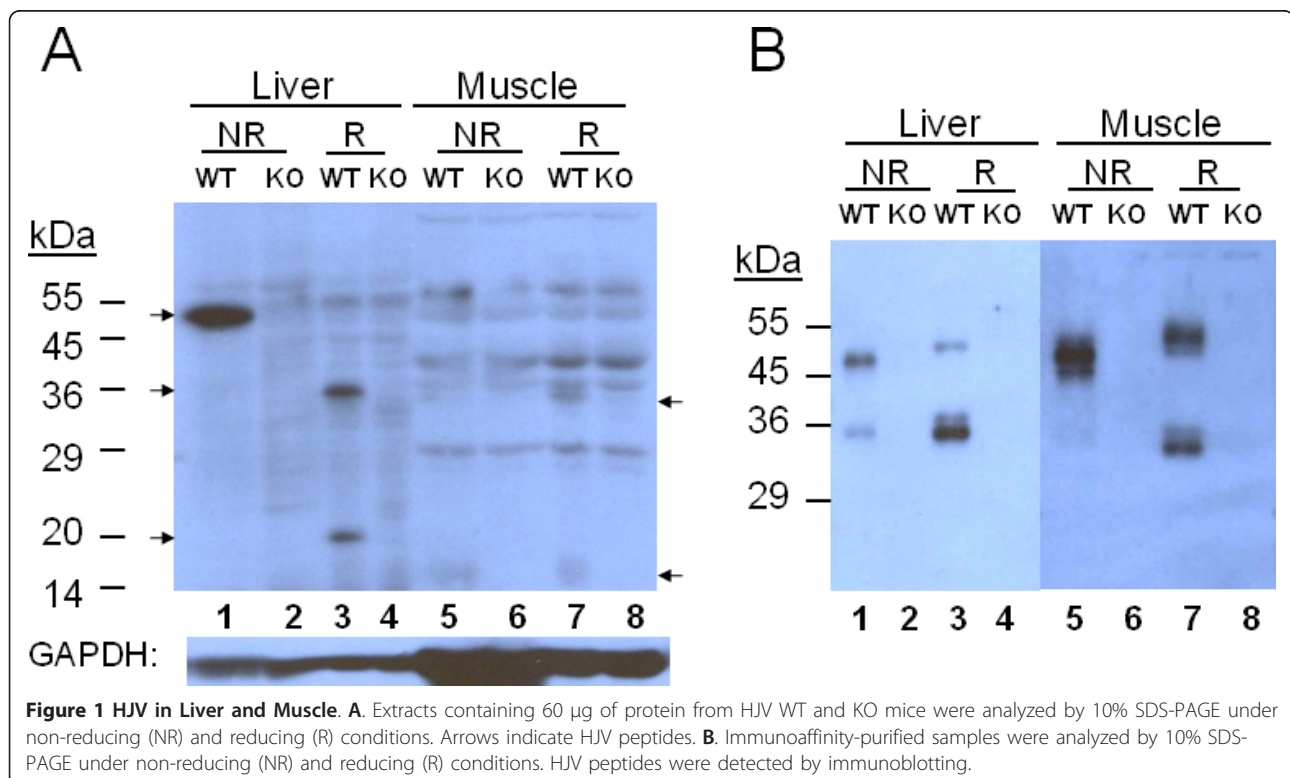 A
Liver Muscle
NR R NR R
WT KO WT KO WT KO WT KO
kDa
55
45
36
29
20
14
1 2 3 4 5 6 7 8
GAPDH:
B
Liver Muscle
NR R NR R
WT KO WT KO WT KO WT KO
kDa
55
45
36
29
1 2 3 4 5 6 7 8
Figure 1 HJV in Liver and Muscle. A. Extracts containing 60 μg of protein from HJV WT and KO mice were analyzed by 10% SDS-PAGE under
non-reducing (NR) and reducing (R) conditions. Arrows indicate HJV peptides. B. Immunoaffinity-purified samples were analyzed by 10% SDS-
PAGE under non-reducing (NR) and reducing (R) conditions. HJV peptides were detected by immunoblotting.